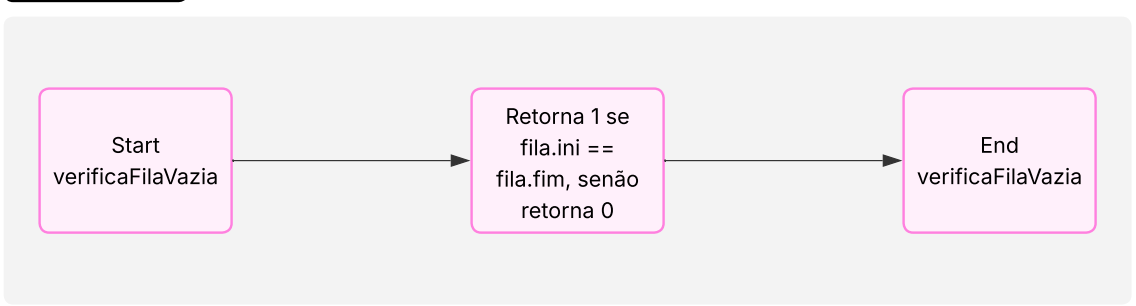 Start
verificaFilaVazia
Retorna 1 se
fila.ini ==
fila.fim, senão
retorna 0
End
verificaFilaVazia